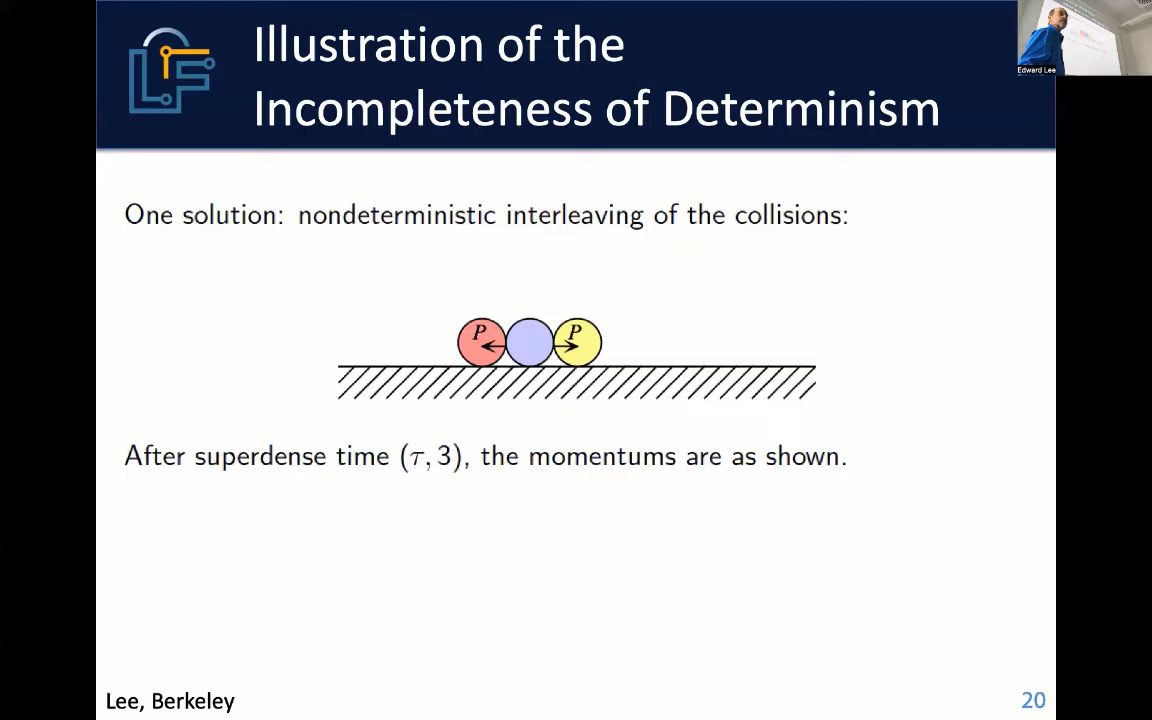 Illustration of the
Incompleteness of Determinism
Edward Lee
One solution: nondeterministic interleaving of the collisions:
P P
After superdense time (τ, 3), the momentums are as shown.
Lee, Berkeley
20